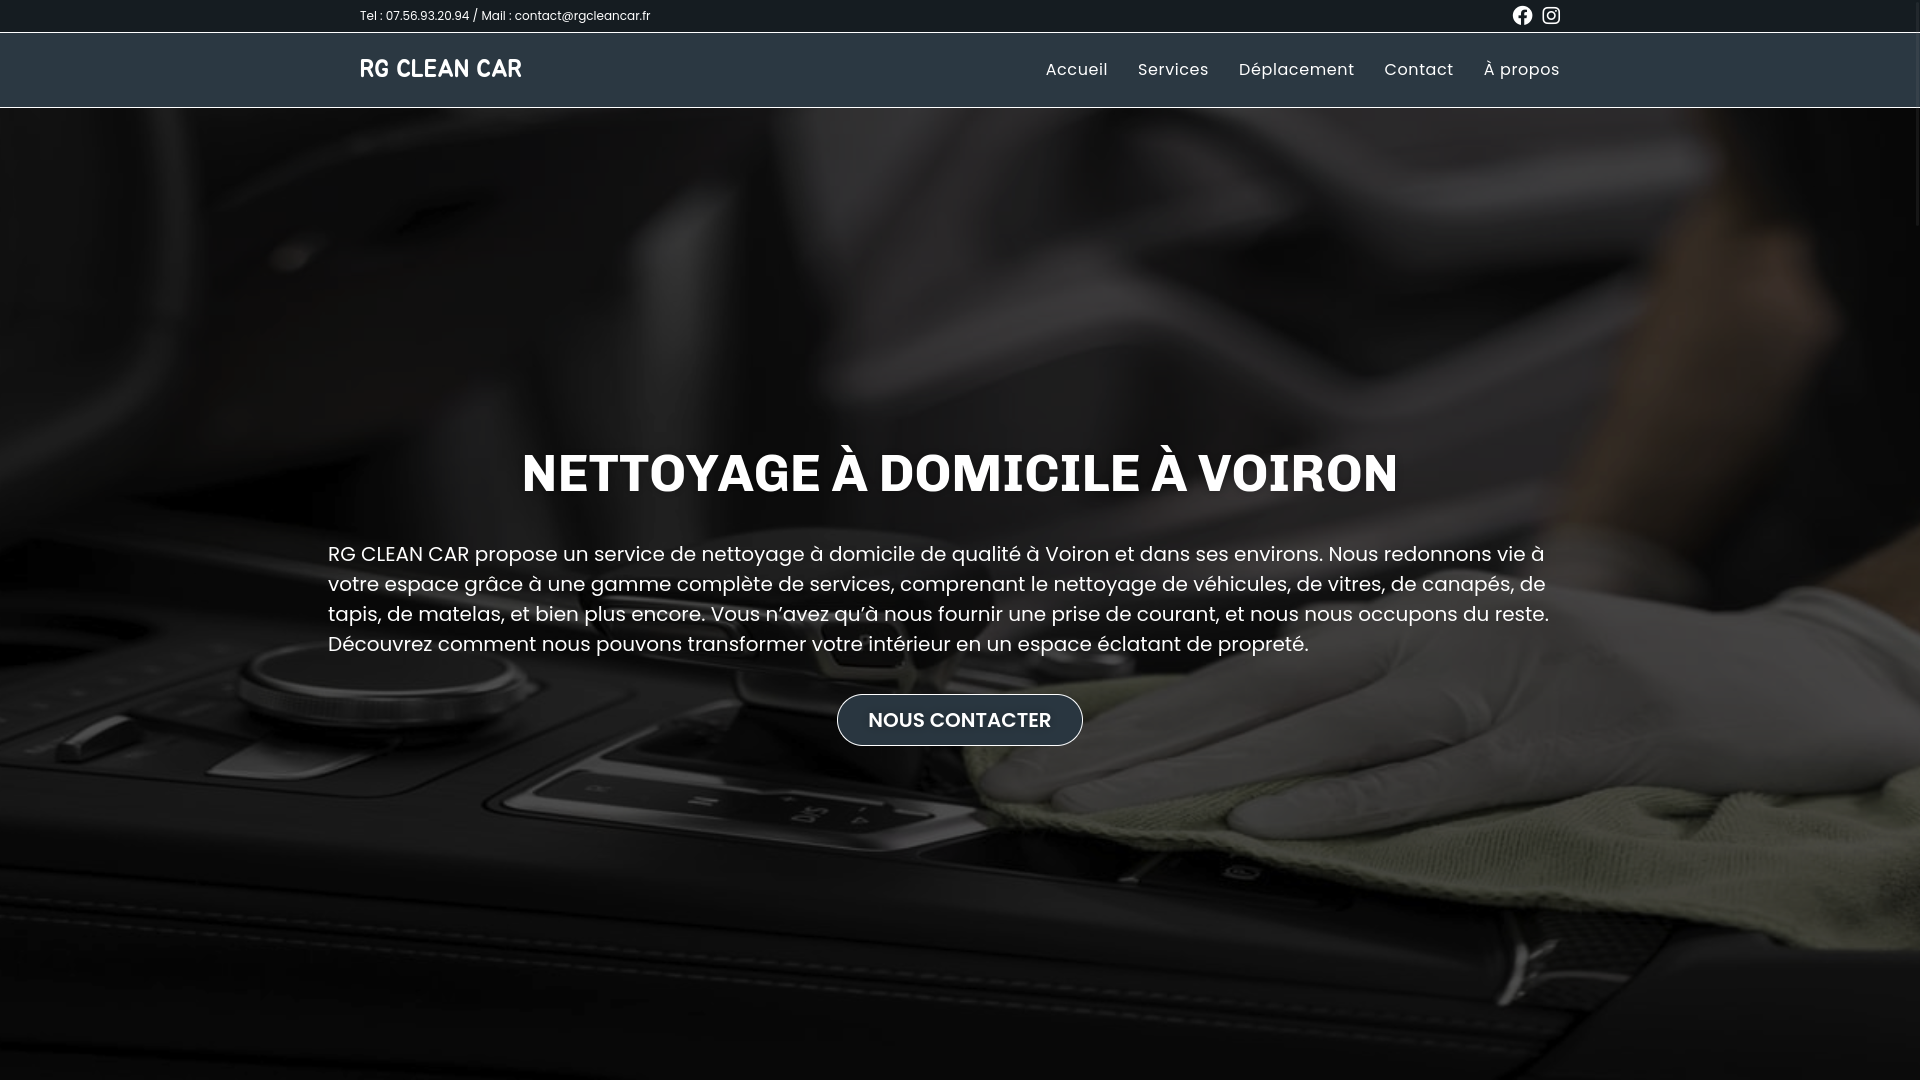 Tel : 07.56.93.20.94 / Mail : contact@rgcleancar.fr
RG CLEAN CAR
Accueil Services Déplacement Contact À propos
NETTOYAGE À DOMICILE À VOIRON
RG CLEAN CAR propose un service de nettoyage à domicile de qualité à Voiron et dans ses environs. Nous redonnons vie à
votre espace grâce à une gamme complète de services, comprenant le nettoyage de véhicules, de vitres, de canapés, de
tapis, de matelas, et bien plus encore. Vous n’avez qu’à nous fournir une prise de courant, et nous nous occupons du reste.
Découvrez comment nous pouvons transformer votre intérieur en un espace éclatant de propreté.
NOUS CONTACTER